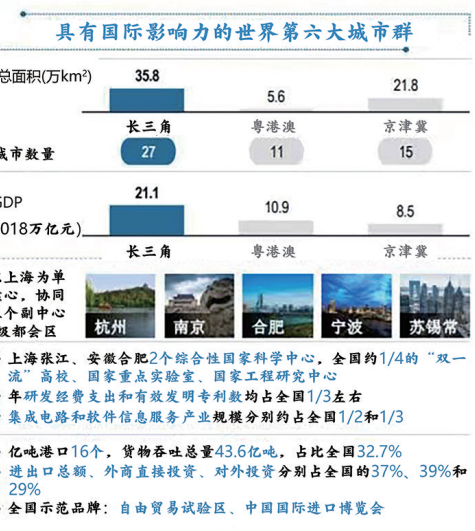 具有国际影响力的世界第六大城市群
总面积(万km²)
35.8
5.6
21.8
长三角
粤港澳
京津冀
城市数量
27
11
15
GDP
018万亿元)
21.1
10.9
8.5
长三角
粤港澳
京津冀
上海为单
心，协同
个副中心
级都会区
杭州
南京
合肥
宁波
苏锡常
上海张江、安徽合肥2个综合性国家科学中心，全国约1/4的“双一
流”高校、国家重点实验室、国家工程研究中心
年研发经费支出和有效发明专利数均占全国1/3左右
集成电路和软件信息服务产业规模分别约占全国1/2和1/3
亿吨港口16个，货物吞吐总量43.6亿吨，占比全国32.7%
进出口总额、外商直接投资、对外投资分别占全国的37%、39%和
29%
全国示范品牌：自由贸易试验区、中国国际进口博览会